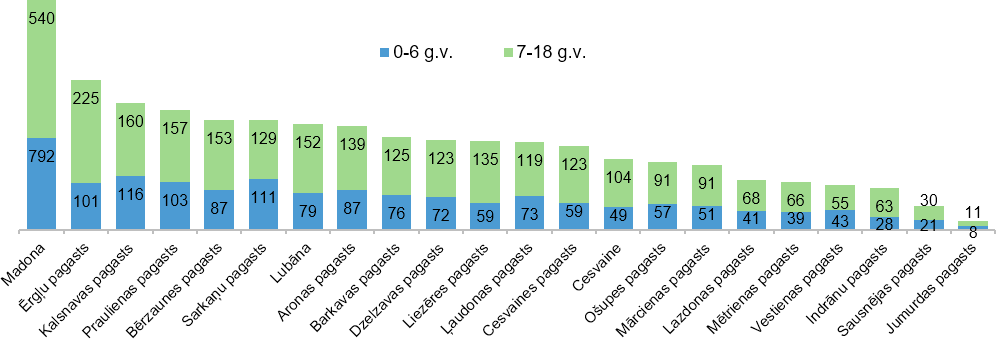 540
0-6 g.v. 7-18 g.v.
225
160 157 153 129 152 139 125 123 135 119 123 104 91 91 68 66 55 63 30 11
792 101 116 103 87 111 79 87 76 72 59 73 59 49 57 51 41 39 43 28 21 8
Madona
Ērgļu pagasts
Kalsnavas pagasts
Praulienas pagasts
Bērzaunes pagasts
Sarkaņu pagasts
Lubāna
Aronas pagasts
Barkavas pagasts
Dzelzavas pagasts
Liezēres pagasts
Ļaudonas pagasts
Cesvaines pagasts
Cesvaine
Ošupes pagasts
Mārcienas pagasts
Lazdonas pagasts
Mētrienas pagasts
Vestienas pagasts
Indrānu pagasts
Sausnējas pagasts
Jumurdas pagasts